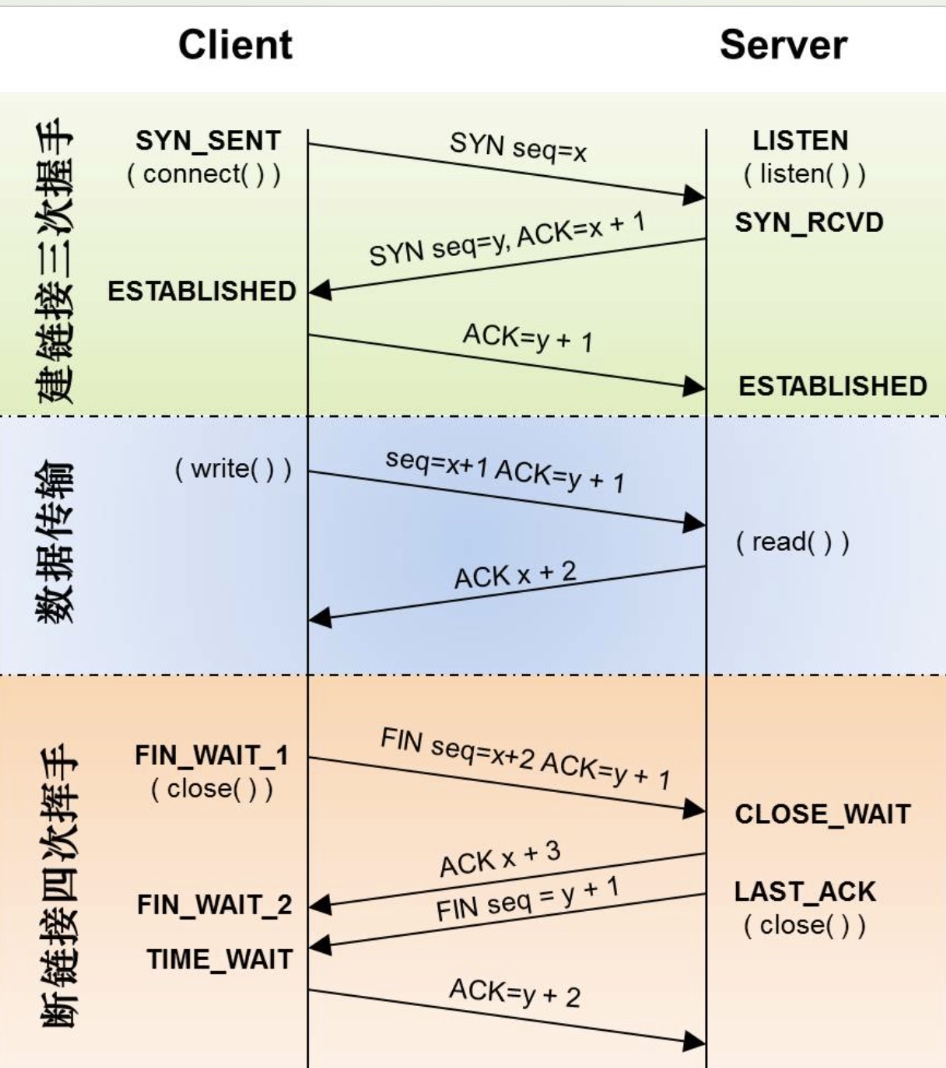 Client
Server
建链接三次握手
SYN_SENT
( connect( ) )
SYN seq=x
LISTEN
( listen( ) )
SYN_RCVD
SYN seq=y, ACK=x + 1
ESTABLISHED
ACK=y + 1
ESTABLISHED
数据传输
( write( ) )
seq=x+1 ACK=y + 1
( read( ) )
ACK x + 2
断链接四次挥手
FIN_WAIT_1
( close( ) )
FIN seq=x+2 ACK=y + 1
CLOSE_WAIT
ACK x + 3
FIN_WAIT_2
FIN seq = y + 1
LAST_ACK
( close( ) )
TIME_WAIT
ACK=y + 2